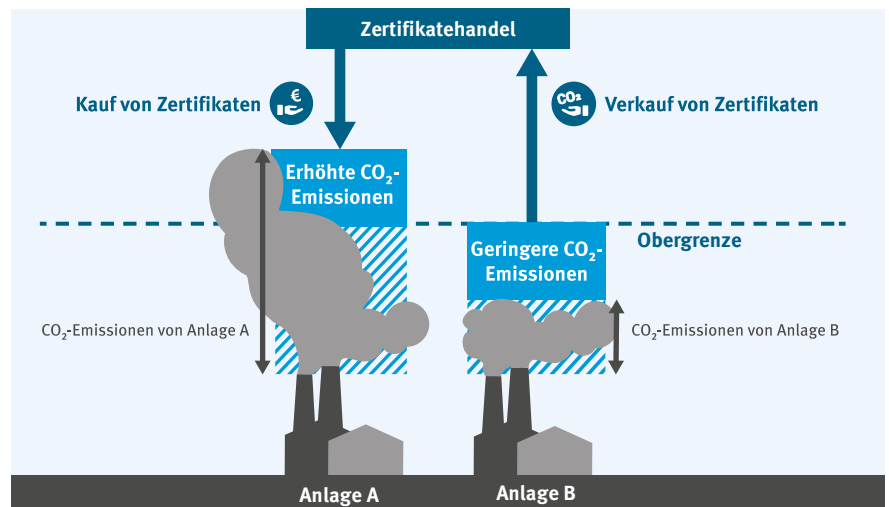 Zertifikatehandel
Kauf von Zertifikaten
€
CO₂
Verkauf von Zertifikaten
Erhöhte CO₂-
Emissionen
Obergrenze
Geringere CO₂-
Emissionen
CO₂-Emissionen von Anlage A
CO₂-Emissionen von Anlage B
Anlage A
Anlage B